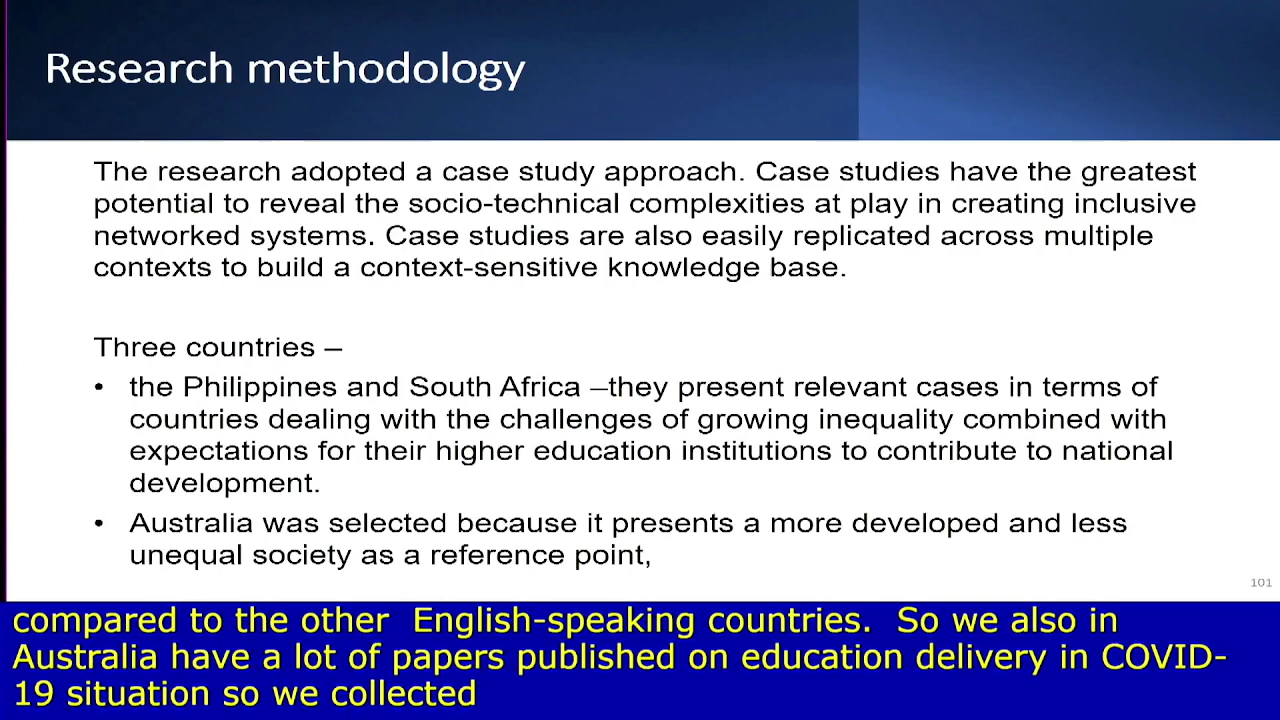 Research methodology
The research adopted a case study approach. Case studies have the greatest
potential to reveal the socio-technical complexities at play in creating inclusive
networked systems. Case studies are also easily replicated across multiple
contexts to build a context-sensitive knowledge base.
Three countries –
• the Philippines and South Africa –they present relevant cases in terms of
countries dealing with the challenges of growing inequality combined with
expectations for their higher education institutions to contribute to national
development.
• Australia was selected because it presents a more developed and less
unequal society as a reference point,
101
compared to the other English-speaking countries. So we also in
Australia have a lot of papers published on education delivery in COVID-
19 situation so we collected